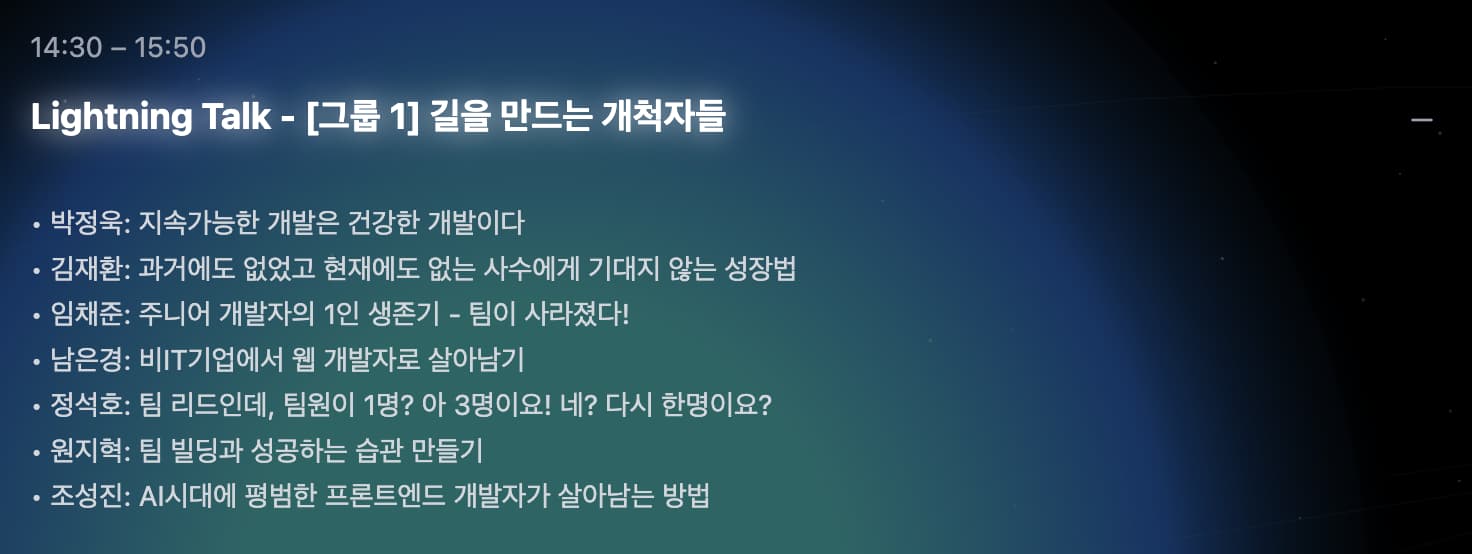 14:30 – 15:50
Lightning Talk - [그룹 1] 길을 만드는 개척자들
• 박정욱: 지속가능한 개발은 건강한 개발이다
• 김재환: 과거에도 없었고 현재에도 없는 사수에게 기대지 않는 성장법
• 임채준: 주니어 개발자의 1인 생존기 - 팀이 사라졌다!
• 남은경: 비IT기업에서 웹 개발자로 살아남기
• 정석호: 팀 리드인데, 팀원이 1명? 아 3명이요! 네? 다시 한명이요?
• 원지혁: 팀 빌딩과 성공하는 습관 만들기
• 조성진: AI시대에 평범한 프론트엔드 개발자가 살아남는 방법